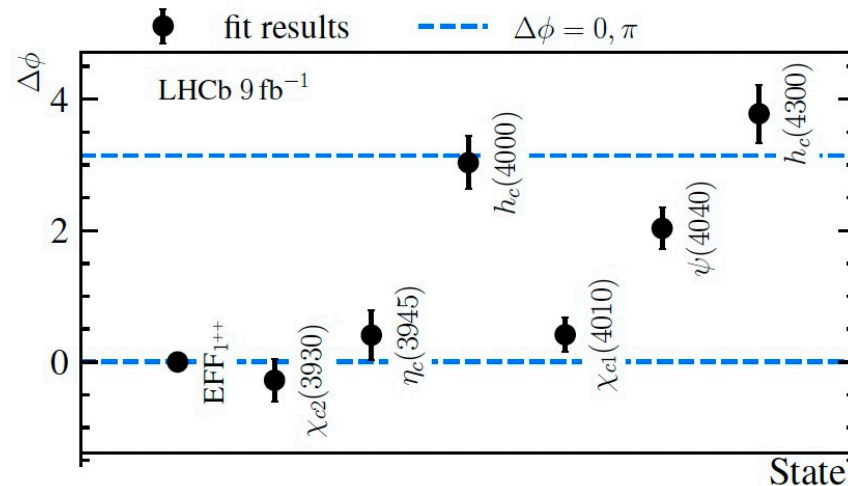 fit results Δφ = 0, π
Δφ
LHCb 9 fb⁻¹
4
2
0
EFF₁₊₊
χ_c2(3930)
η_c(3945)
h_c(4000)
χ_c1(4010)
ψ(4040)
h_c(4300)
State